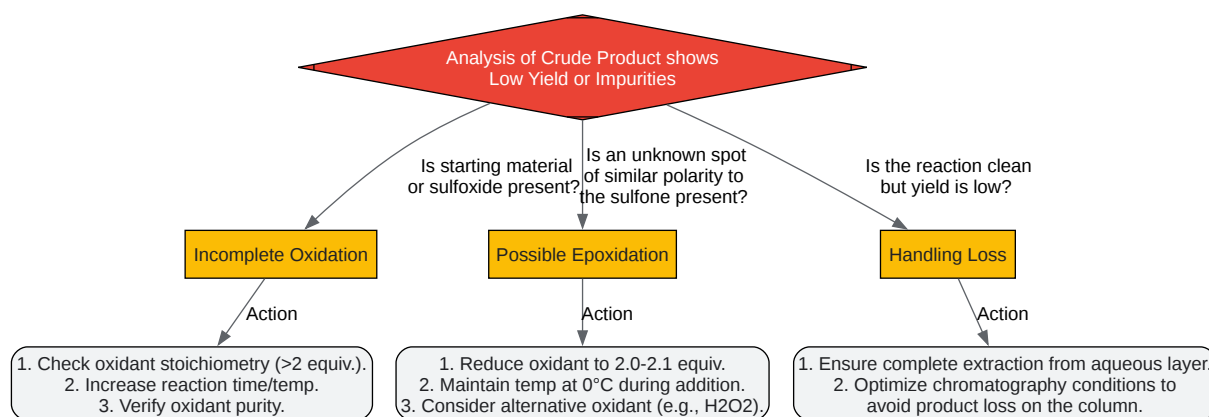 Analysis of Crude Product shows
Low Yield or Impurities
Is starting material
or sulfoxide present?
Is an unknown spot
of similar polarity to
the sulfone present?
Is the reaction clean
but yield is low?
Incomplete Oxidation
Possible Epoxidation
Handling Loss
Action
Action
Action
1. Check oxidant stoichiometry (>2 equiv.).
2. Increase reaction time/temp.
3. Verify oxidant purity.
1. Reduce oxidant to 2.0-2.1 equiv.
2. Maintain temp at 0°C during addition.
3. Consider alternative oxidant (e.g., H2O2).
1. Ensure complete extraction from aqueous layer.
2. Optimize chromatography conditions to
avoid product loss on the column.